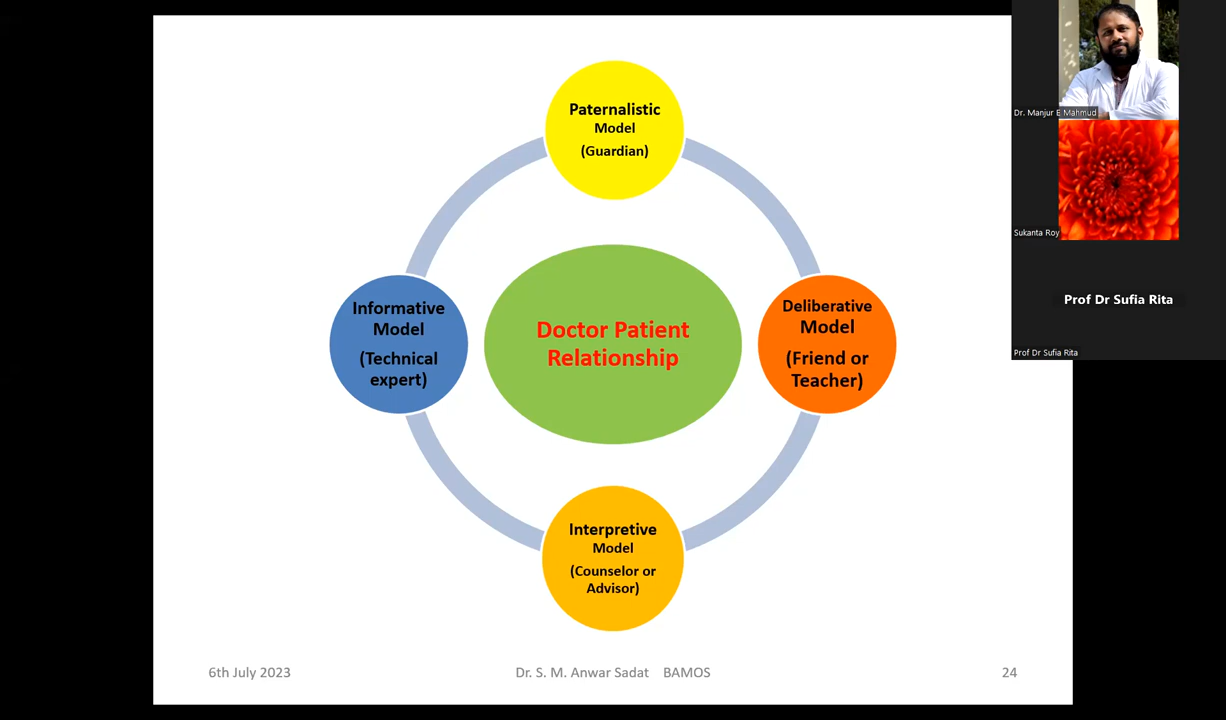 Paternalistic
Model
(Guardian)
Informative
Model
(Technical
expert)
Doctor Patient
Relationship
Deliberative
Model
(Friend or
Teacher)
Interpretive
Model
(Counselor or
Advisor)
6th July 2023
Dr. S. M. Anwar Sadat BAMOS
24
Dr. Manjur E Mahmud
Sukanta Roy
Prof Dr Sufia Rita
Prof Dr Sufia Rita